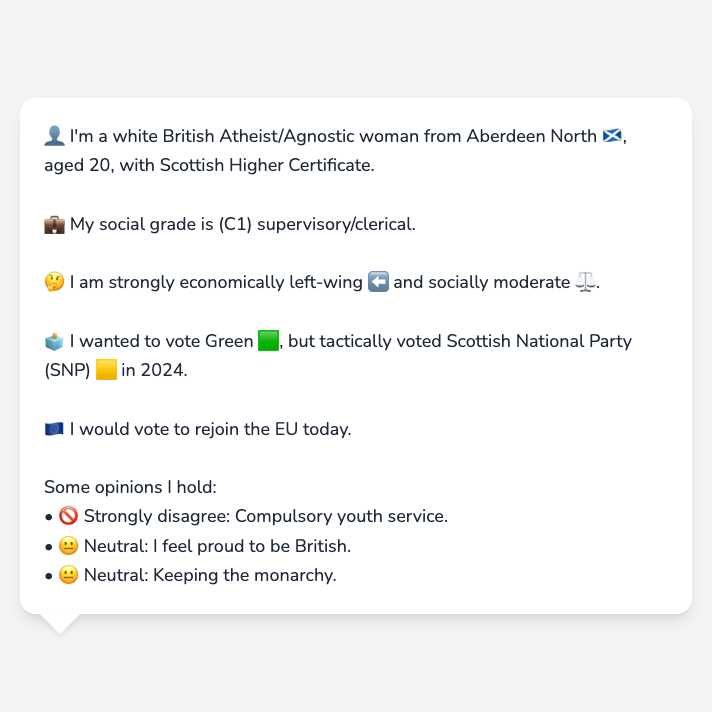 👤 I'm a white British Atheist/Agnostic woman from Aberdeen North 🏴󠁧󠁢󠁳󠁣󠁴󠁿,
aged 20, with Scottish Higher Certificate.
💼 My social grade is (C1) supervisory/clerical.
🤔 I am strongly economically left-wing ⬅️ and socially moderate ⚖️.
🗳️ I wanted to vote Green 🟩, but tactically voted Scottish National Party
(SNP) 🟨 in 2024.
🇪🇺 I would vote to rejoin the EU today.
Some opinions I hold:
• 🚫 Strongly disagree: Compulsory youth service.
• 😐 Neutral: I feel proud to be British.
• 😐 Neutral: Keeping the monarchy.